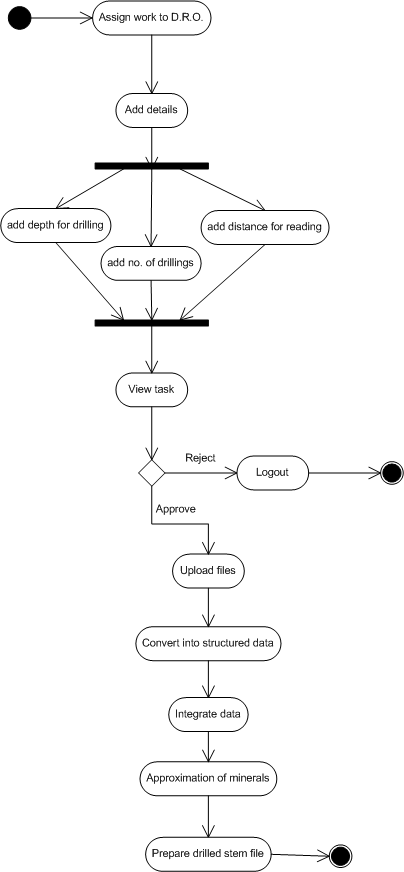 Assign work to D.R.O.
Add details
add depth for drilling
add distance for reading
add no. of drillings
View task
Reject
Logout
Approve
Upload files
Convert into structured data
Integrate data
Approximation of minerals
Prepare drilled stem file